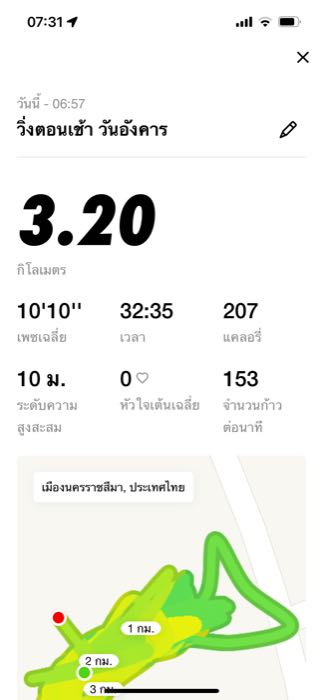 07:31
วันนี้ - 06:57
วิ่งตอนเช้า วันอังคาร
3.20
กิโลเมตร
10'10'' 32:35 207
เพซเฉลี่ย เวลา แคลอรี่
10 ม. 0 153
ระดับความสูงสะสม หัวใจเต้นเฉลี่ย จำนวนก้าวต่อนาที
เมืองนครราชสีมา, ประเทศไทย
1 กม.
2 กม.
3 กม.